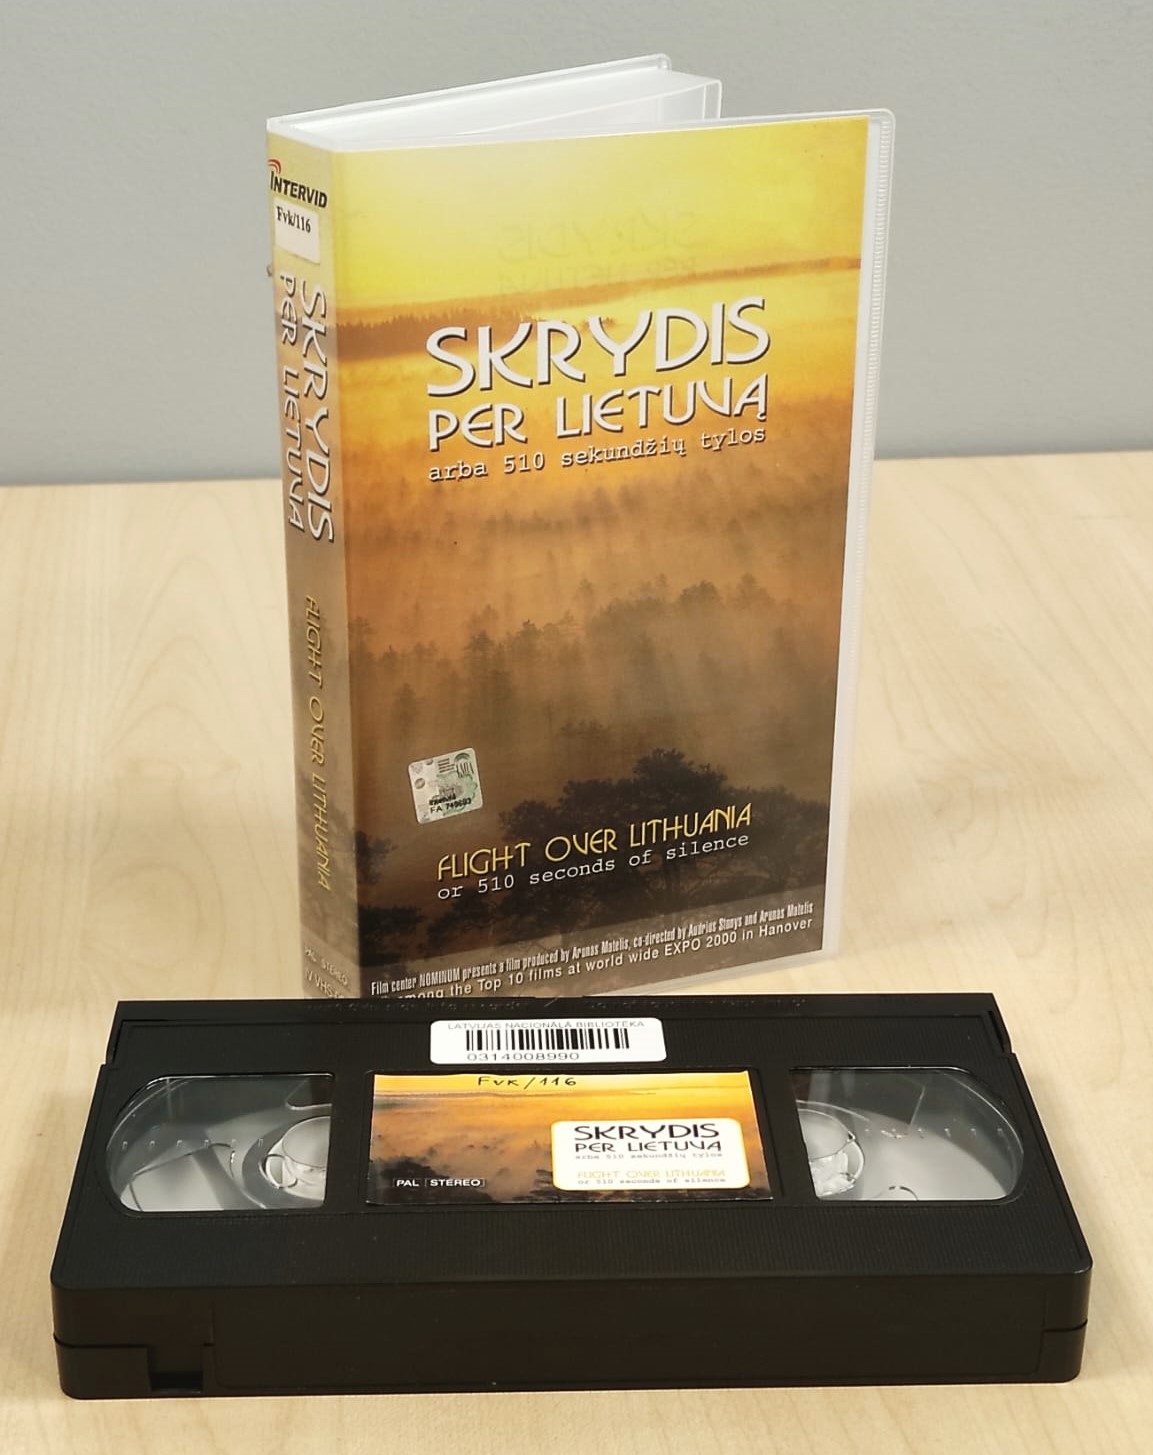 INTERVID
Fvk/116
SKRYDIS
PER LIETUVĄ
FLIGHT OVER LITHUANIA
PAL STEREO
SKRYDIS
PER LIETUVĄ
arba 510 sekundžių tylos
FLIGHT OVER LITHUANIA
or 510 seconds of silence
Film center NOMINUM presents a film produced by Arunas Matelis, co-directed by Audrius Stonys and Arunas Matelis
among the Top 10 films at world wide EXPO 2000 in Hanover
LATVIJAS NACIONĀLĀ BIBLIOTĒKA
0314008990
Fvk/116
SKRYDIS
PER LIETUVĄ
arba 510 sekundžių tylos
FLIGHT OVER LITHUANIA
or 510 seconds of silence
PAL STEREO